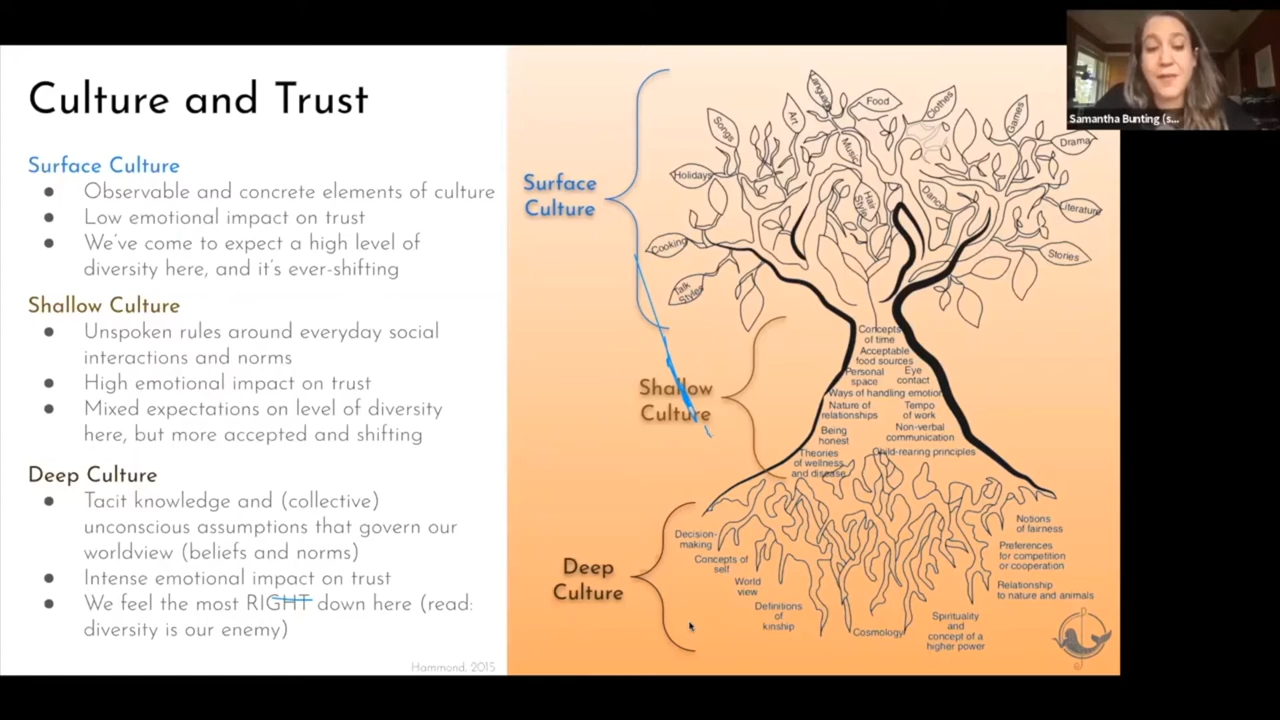 Culture and Trust
Surface Culture
Observable and concrete elements of culture
Low emotional impact on trust
We've come to expect a high level of
diversity here, and it's ever-shifting
Shallow Culture
Unspoken rules around everyday social
interactions and norms
High emotional impact on trust
Mixed expectations on level of diversity
here, but more accepted and shifting
Deep Culture
Tacit knowledge and (collective)
unconscious assumptions that govern our
worldview (beliefs and norms)
Intense emotional impact on trust
We feel the most RIGHT down here (read:
diversity is our enemy)
Hammond, 2015
Surface
Culture
Shallow
Culture
Deep
Culture
Language
Food
Clothes
Art
Songs
Games
Drama
Music
Holidays
Hair
Style
Dance
Literature
Cooking
Stories
Talk
Styles
Concepts
of time
Acceptable
food sources
Personal
space
Eye
contact
Ways of handling emotion
Nature of
relationships
Tempo
of work
Being
honest
Non-verbal
communication
Theories
of wellness
and disease
Child-rearing principles
Decision-
making
Concepts of
self
World
view
Definitions
of
kinship
Cosmology
Spirituality
and
concept of a
higher power
Notions
of fairness
Preferences
for competition
or cooperation
Relationship
to nature and animals
Samantha Bunting (s...